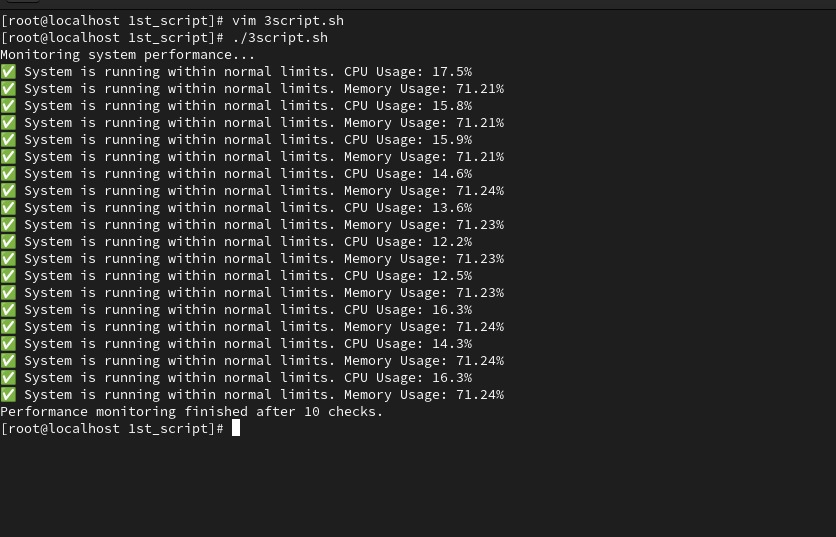 [root@localhost 1st_script]# vim 3script.sh
[root@localhost 1st_script]# ./3script.sh
Monitoring system performance...
✅ System is running within normal limits. CPU Usage: 17.5%
✅ System is running within normal limits. Memory Usage: 71.21%
✅ System is running within normal limits. CPU Usage: 15.8%
✅ System is running within normal limits. Memory Usage: 71.21%
✅ System is running within normal limits. CPU Usage: 15.9%
✅ System is running within normal limits. Memory Usage: 71.21%
✅ System is running within normal limits. CPU Usage: 14.6%
✅ System is running within normal limits. Memory Usage: 71.24%
✅ System is running within normal limits. CPU Usage: 13.6%
✅ System is running within normal limits. Memory Usage: 71.23%
✅ System is running within normal limits. CPU Usage: 12.2%
✅ System is running within normal limits. Memory Usage: 71.23%
✅ System is running within normal limits. CPU Usage: 12.5%
✅ System is running within normal limits. Memory Usage: 71.23%
✅ System is running within normal limits. CPU Usage: 16.3%
✅ System is running within normal limits. Memory Usage: 71.24%
✅ System is running within normal limits. CPU Usage: 14.3%
✅ System is running within normal limits. Memory Usage: 71.24%
✅ System is running within normal limits. CPU Usage: 16.3%
✅ System is running within normal limits. Memory Usage: 71.24%
Performance monitoring finished after 10 checks.
[root@localhost 1st_script]#